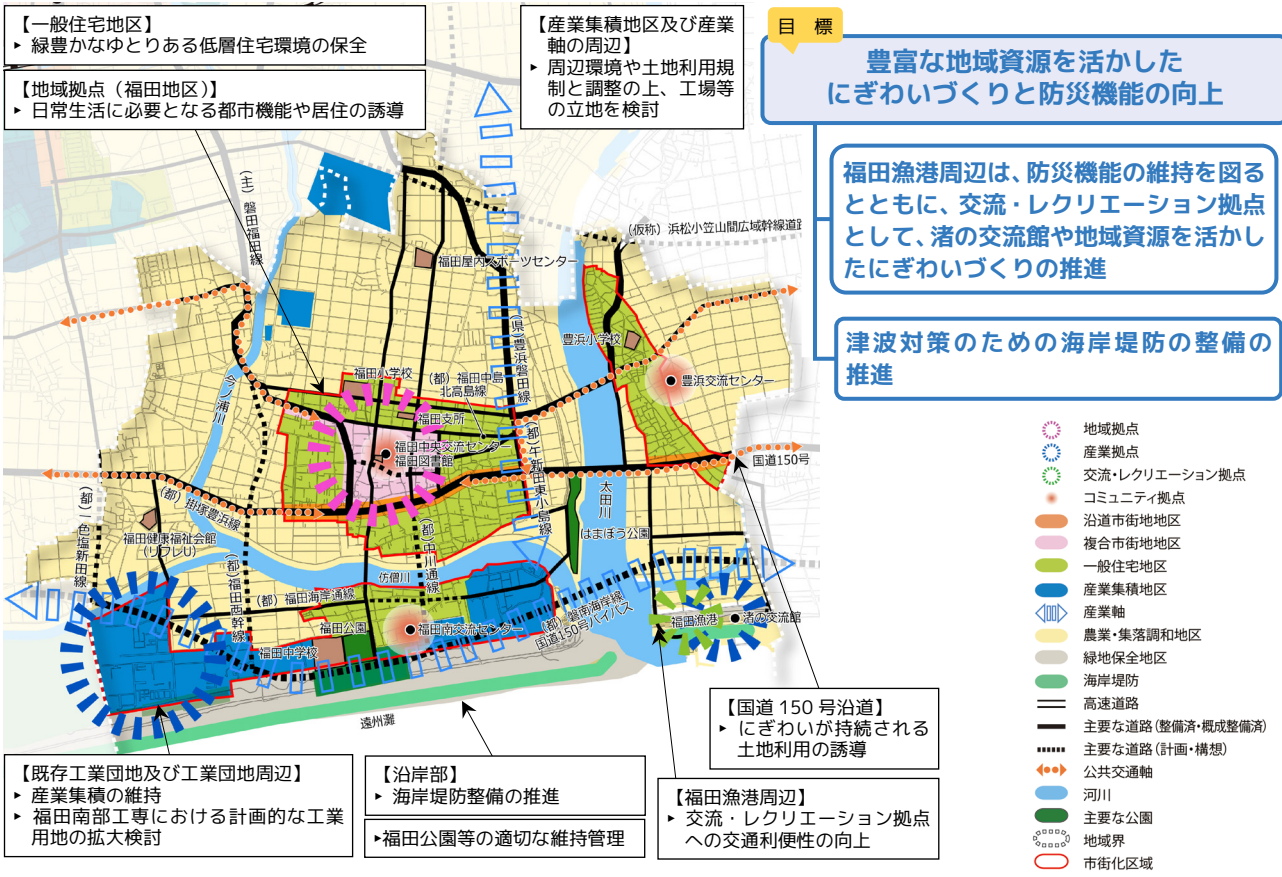 【一般住宅地区】
▸ 緑豊かなゆとりある低層住宅環境の保全
【地域拠点（福田地区）】
▸ 日常生活に必要となる都市機能や居住の誘導
【産業集積地区及び産業
軸の周辺】
▸ 周辺環境や土地利用規
制と調整の上、工場等
の立地を検討
目 標
豊富な地域資源を活かした
にぎわいづくりと防災機能の向上
福田漁港周辺は、防災機能の維持を図る
とともに、交流・レクリエーション拠点
として、渚の交流館や地域資源を活かし
たにぎわいづくりの推進
津波対策のための海岸堤防の整備の
推進
(主) 磐田福田線
(仮称) 浜松小笠山間広域幹線道路
福田屋内スポーツセンター
(県) 豊浜磐田線
豊浜小学校
今ノ浦川
福田小学校
(都) 福田中島
北高島線
豊浜交流センター
福田支所
福田中央交流センター
福田図書館
(都) 午新田東小島線
国道150号
太田川
(都) 一色塩新田線
(都) 掛塚豊浜線
福田健康福祉会館
(リフレU)
(都) 福田西幹線
(都) 中川通線
はまぼう公園
仿僧川
(都) 福田海岸通線
(都) 磐南海岸線
国道150号バイパス
福田公園
福田南交流センター
福田漁港
渚の交流館
福田中学校
遠州灘
【国道 150 号沿道】
▸ にぎわいが持続される
土地利用の誘導
【既存工業団地及び工業団地周辺】
▸ 産業集積の維持
▸ 福田南部工専における計画的な工業
用地の拡大検討
【沿岸部】
▸ 海岸堤防整備の推進
▸福田公園等の適切な維持管理
【福田漁港周辺】
▸ 交流・レクリエーション拠点
への交通利便性の向上
地域拠点
産業拠点
交流・レクリエーション拠点
コミュニティ拠点
沿道市街地地区
複合市街地地区
一般住宅地区
産業集積地区
産業軸
農業・集落調和地区
緑地保全地区
海岸堤防
高速道路
主要な道路(整備済・概成整備済)
主要な道路(計画・構想)
公共交通軸
河川
主要な公園
地域界
市街化区域